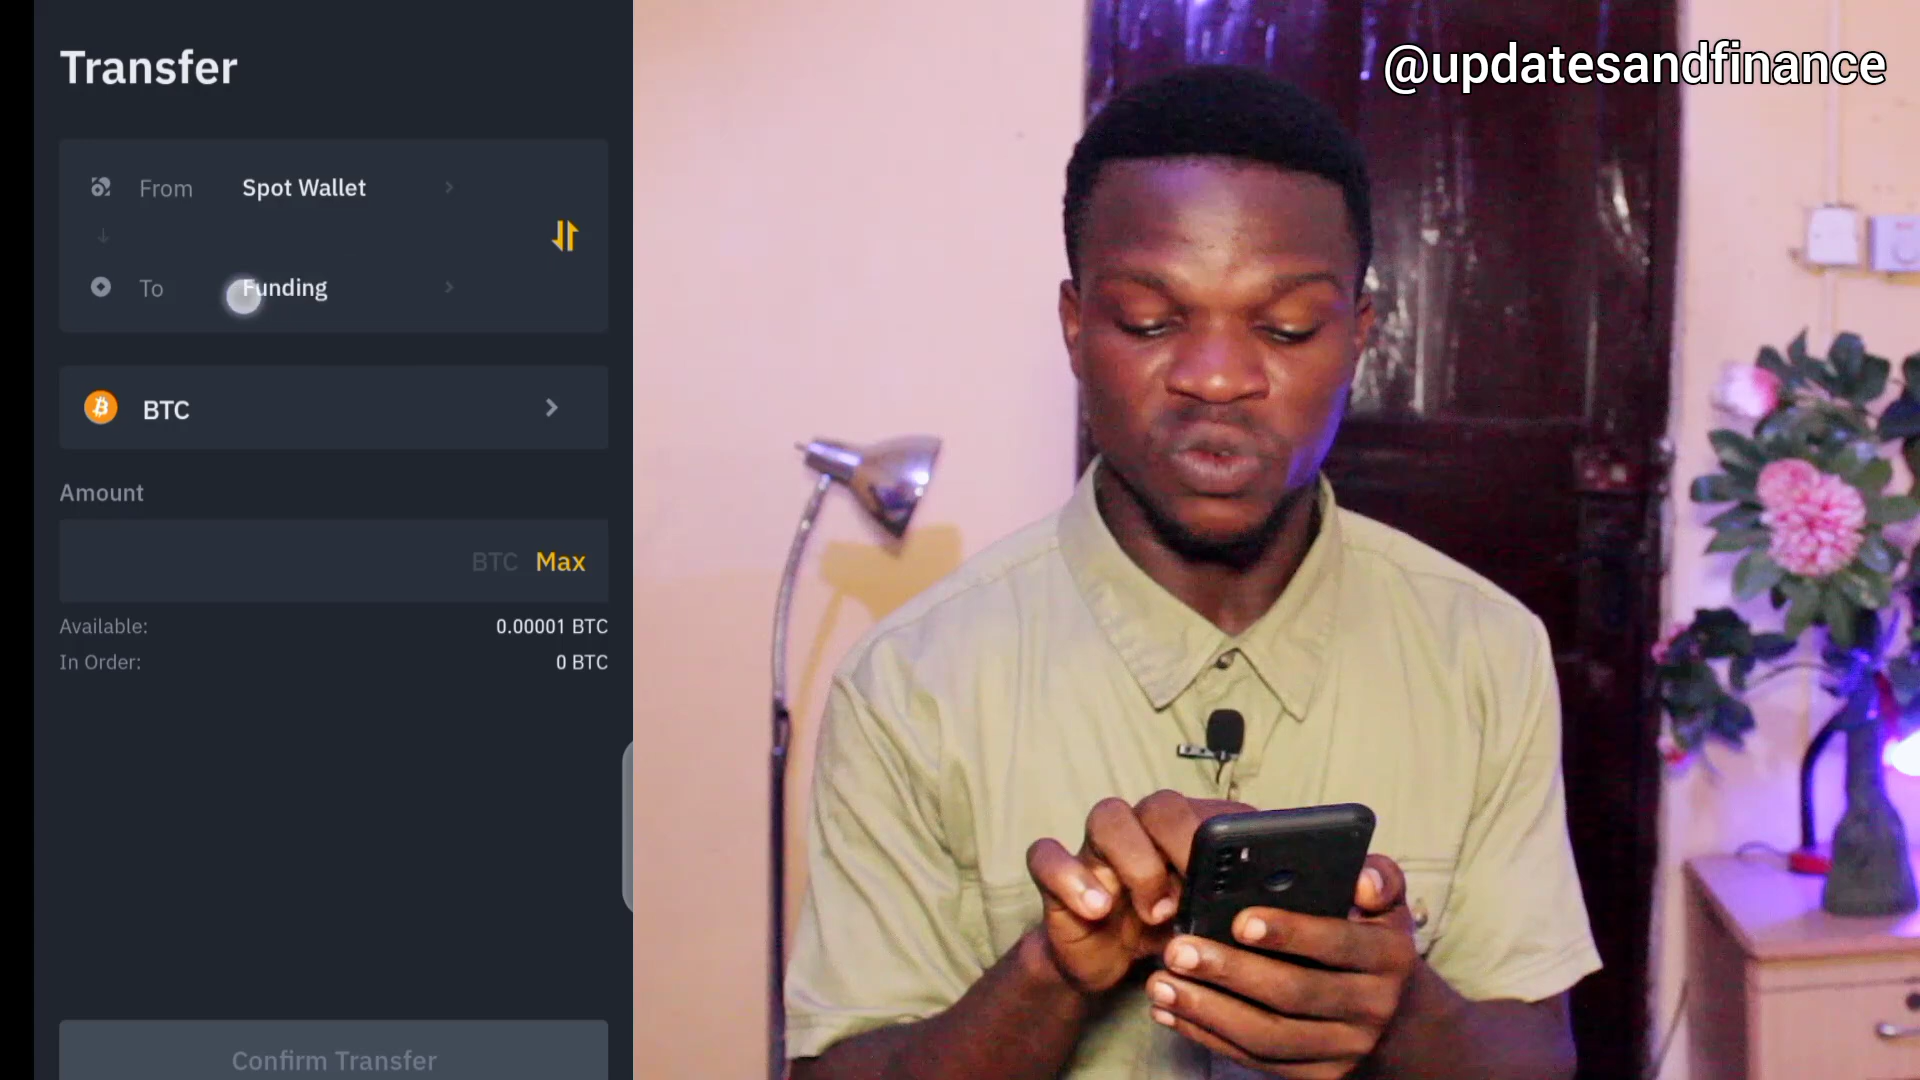 Transfer
From Spot Wallet
To Funding
BTC
Amount
BTC Max
Available: 0.00001 BTC
In Order: 0 BTC
Confirm Transfer
@updatesandfinance